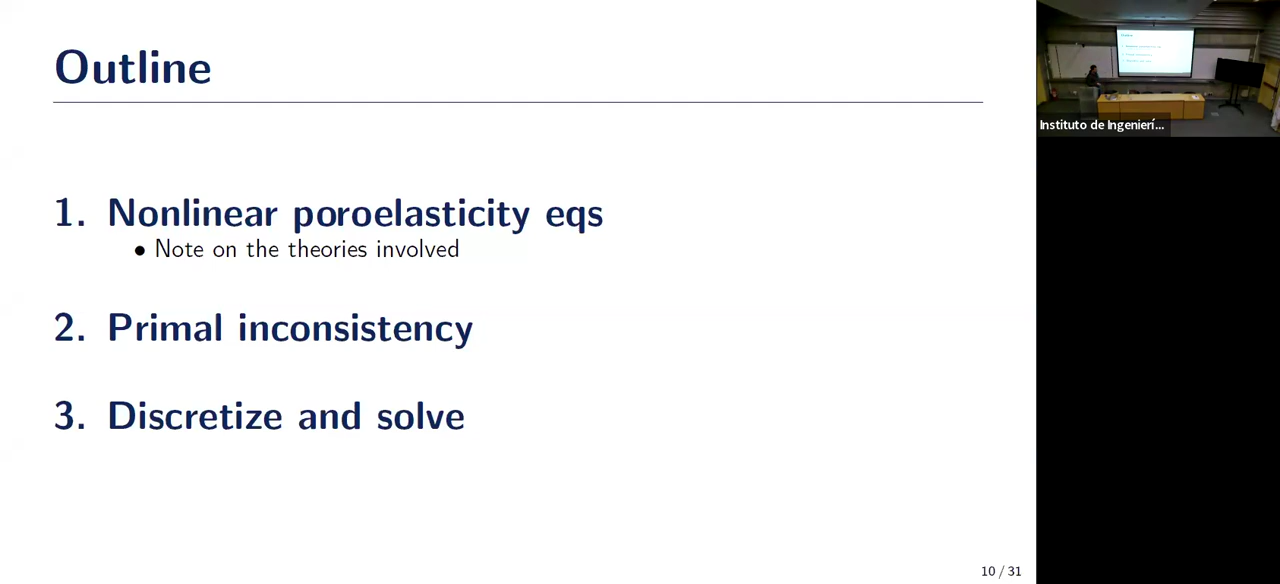 Outline
1. Nonlinear poroelasticity eqs
• Note on the theories involved
2. Primal inconsistency
3. Discretize and solve
10 / 31
Instituto de Ingenierí...